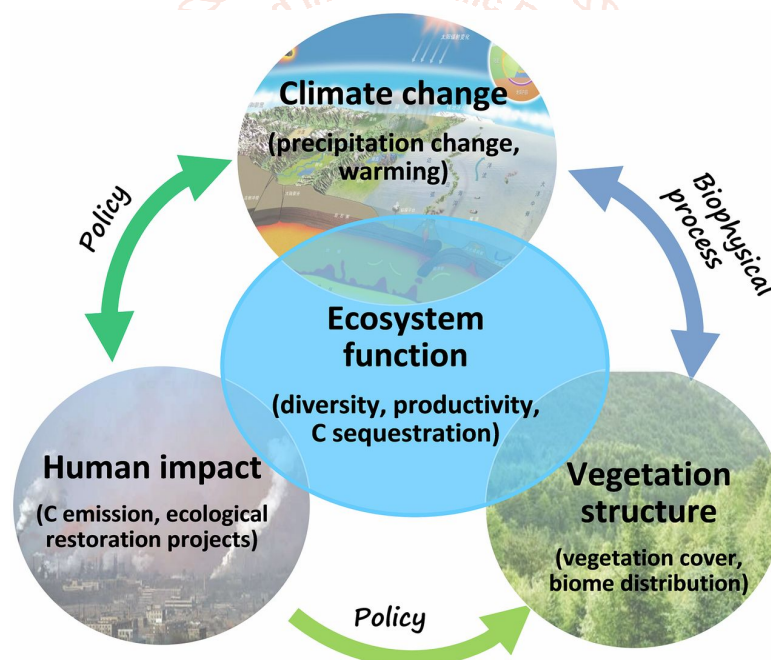 Climate change
(precipitation change,
warming)
Policy
Biophysical
process
Ecosystem
function
(diversity, productivity,
C sequestration)
Human impact
(C emission, ecological
restoration projects)
Vegetation
structure
(vegetation cover,
biome distribution)
Policy